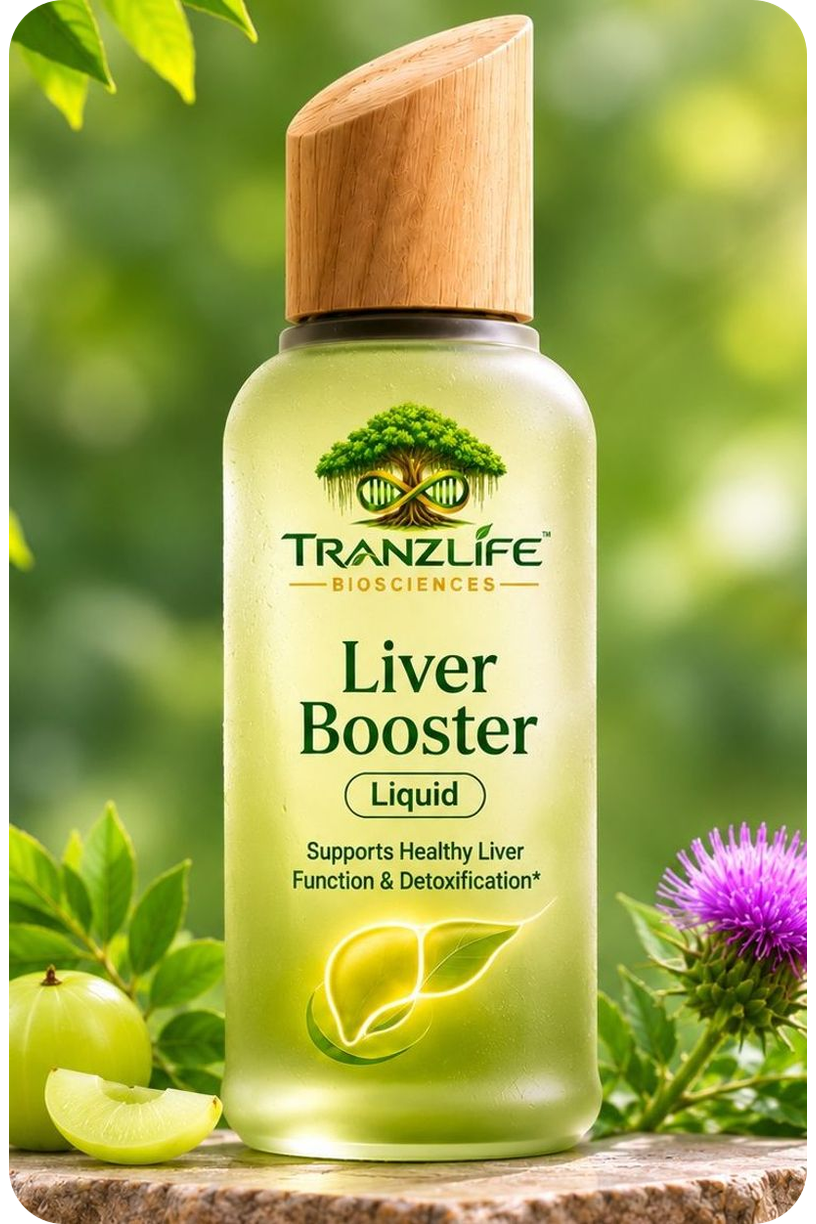 TRANZLIFE™
BIOSCIENCES
Liver
Booster
Liquid
Supports Healthy Liver
Function & Detoxification*